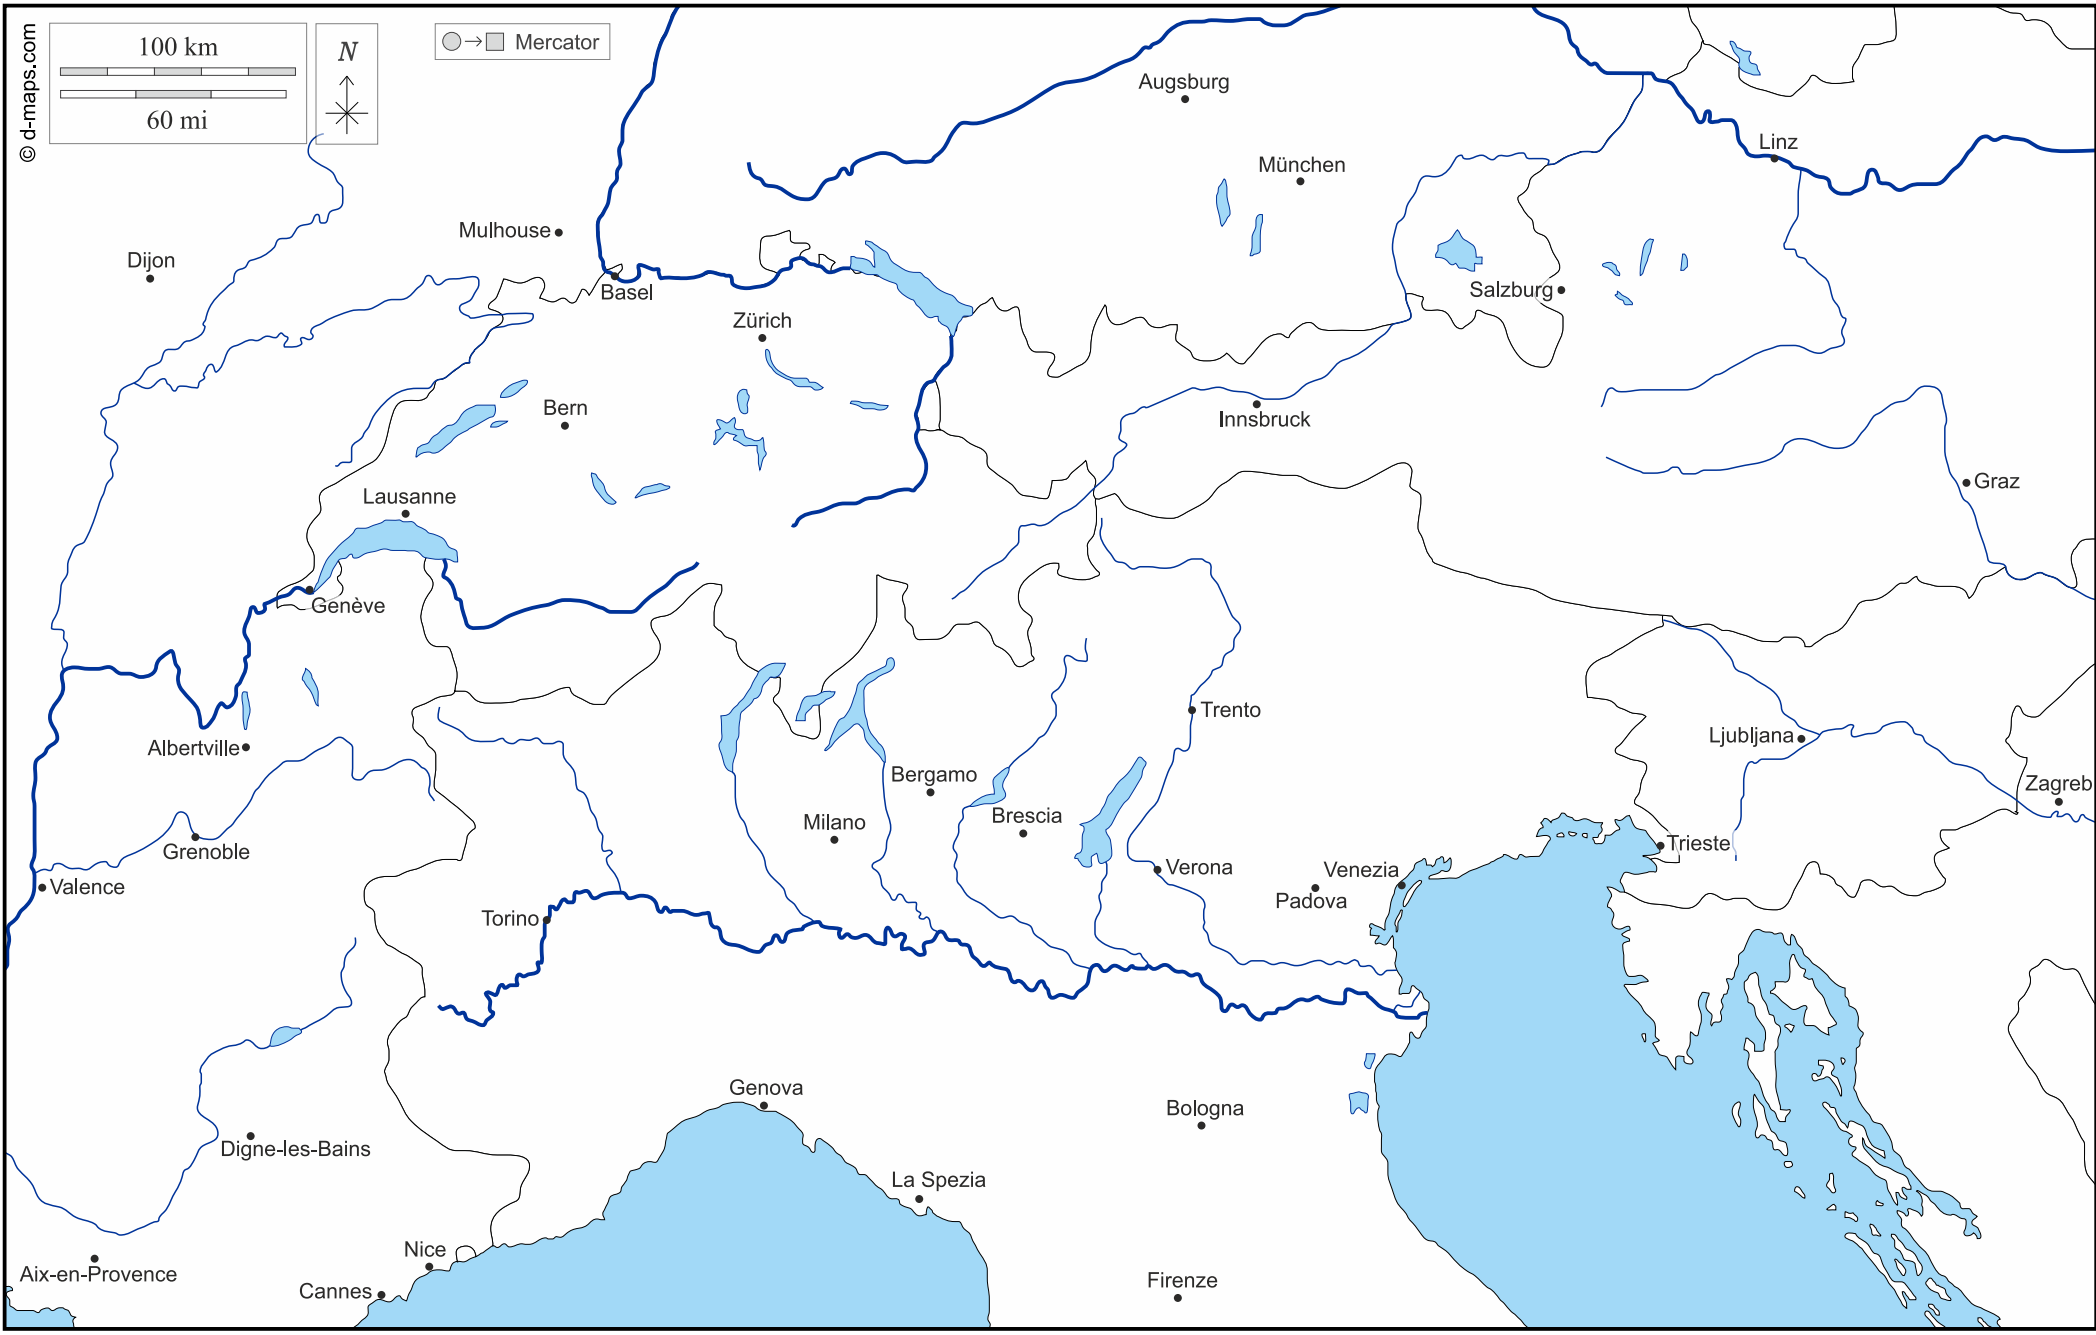 © d-maps.com
100 km
60 mi
N
Mercator
Augsburg
Linz
München
Mulhouse
Dijon
Basel
Salzburg
Zürich
Bern
Innsbruck
Graz
Lausanne
Genève
Trento
Ljubljana
Albertville
Bergamo
Zagreb
Brescia
Milano
Trieste
Grenoble
Verona
Venezia
Valence
Padova
Torino
Genova
Bologna
Digne-les-Bains
La Spezia
Nice
Aix-en-Provence
Firenze
Cannes